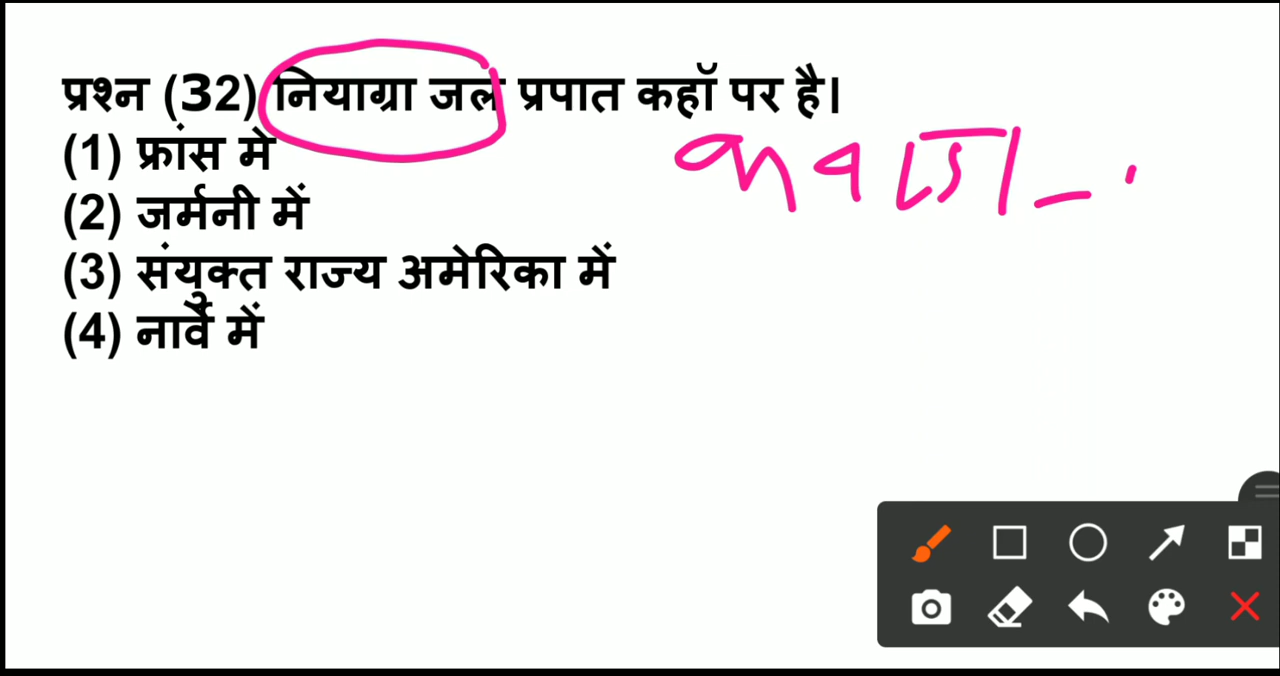 प्रश्न (32) नियाग्रा जल प्रपात कहाॅ पर है।
(1) फ्रांस मे
(2) जर्मनी में
(3) संयुक्त राज्य अमेरिका में
(4) नार्वे में